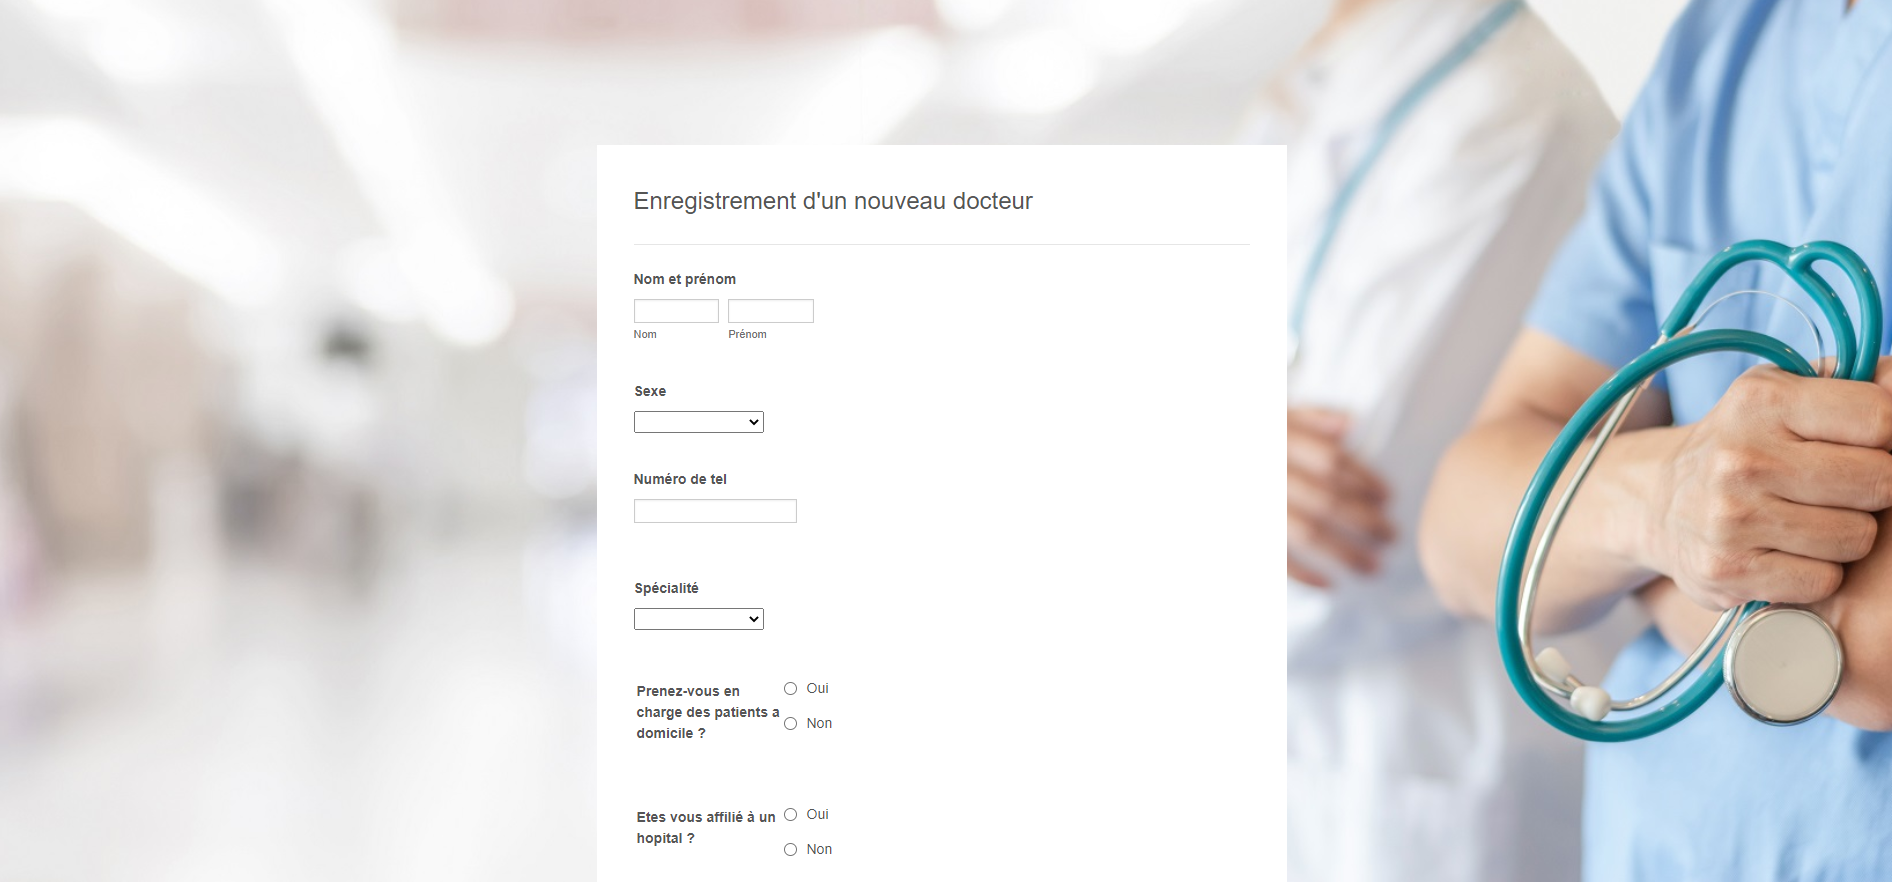 Enregistrement d'un nouveau docteur
Nom et prénom
Nom Prénom
Sexe
Numéro de tel
Spécialité
Prenez-vous en
charge des patients a
domicile ?
Oui
Non
Etes vous affilié à un
hopital ?
Oui
Non